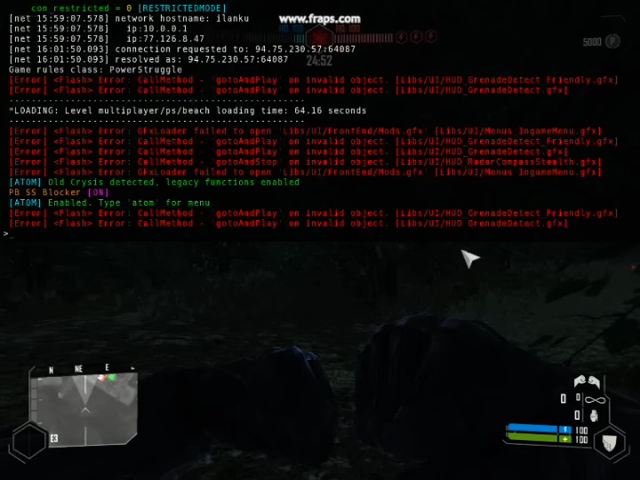 con_restricted = 0 [RESTRICTEDMODE]
[net 15:59:07.578] network hostname: ilanku
[net 15:59:07.578]   ip:10.0.0.1
[net 15:59:07.578]   ip:77.126.8.47
[net 16:01:50.093] connection requested to: 94.75.230.57:64087
[net 16:01:50.093] resolved as: 94.75.230.57:64087
Game rules class: PowerStruggle
[Error] <Flash> Error: CallMethod - 'gotoAndPlay' on invalid object. [Libs/UI/HUD_GrenadeDetect_Friendly.gfx]
[Error] <Flash> Error: CallMethod - 'gotoAndPlay' on invalid object. [Libs/UI/HUD_GrenadeDetect.gfx]
*LOADING: Level multiplayer/ps/beach loading time: 64.16 seconds
[Error] <Flash> Error: GFxLoader failed to open 'Libs/UI/FrontEnd/Mods.gfx' [Libs/UI/Menus_IngameMenu.gfx]
[Error] <Flash> Error: CallMethod - 'gotoAndPlay' on invalid object. [Libs/UI/HUD_GrenadeDetect_Friendly.gfx]
[Error] <Flash> Error: CallMethod - 'gotoAndPlay' on invalid object. [Libs/UI/HUD_GrenadeDetect.gfx]
[Error] <Flash> Error: CallMethod - 'gotoAndStop' on invalid object. [Libs/UI/HUD_RadarCompassStealth.gfx]
[Error] <Flash> Error: GFxLoader failed to open 'Libs/UI/FrontEnd/Mods.gfx' [Libs/UI/Menus_IngameMenu.gfx]
[ATOM] Old Crysis detected, legacy functions enabled
PB SS Blocker [ON]
[ATOM] Enabled. Type 'atom' for menu
[Error] <Flash> Error: CallMethod - 'gotoAndPlay' on invalid object. [Libs/UI/HUD_GrenadeDetect_Friendly.gfx]
[Error] <Flash> Error: CallMethod - 'gotoAndPlay' on invalid object. [Libs/UI/HUD_GrenadeDetect.gfx]
>_
www.fraps.com
24:52
5000
N NE E
E3
0 0
0
100
100